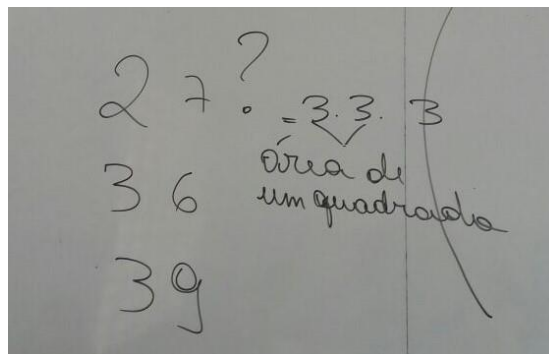 27? = 3. 3. 3
área de
um quadrado
36
39